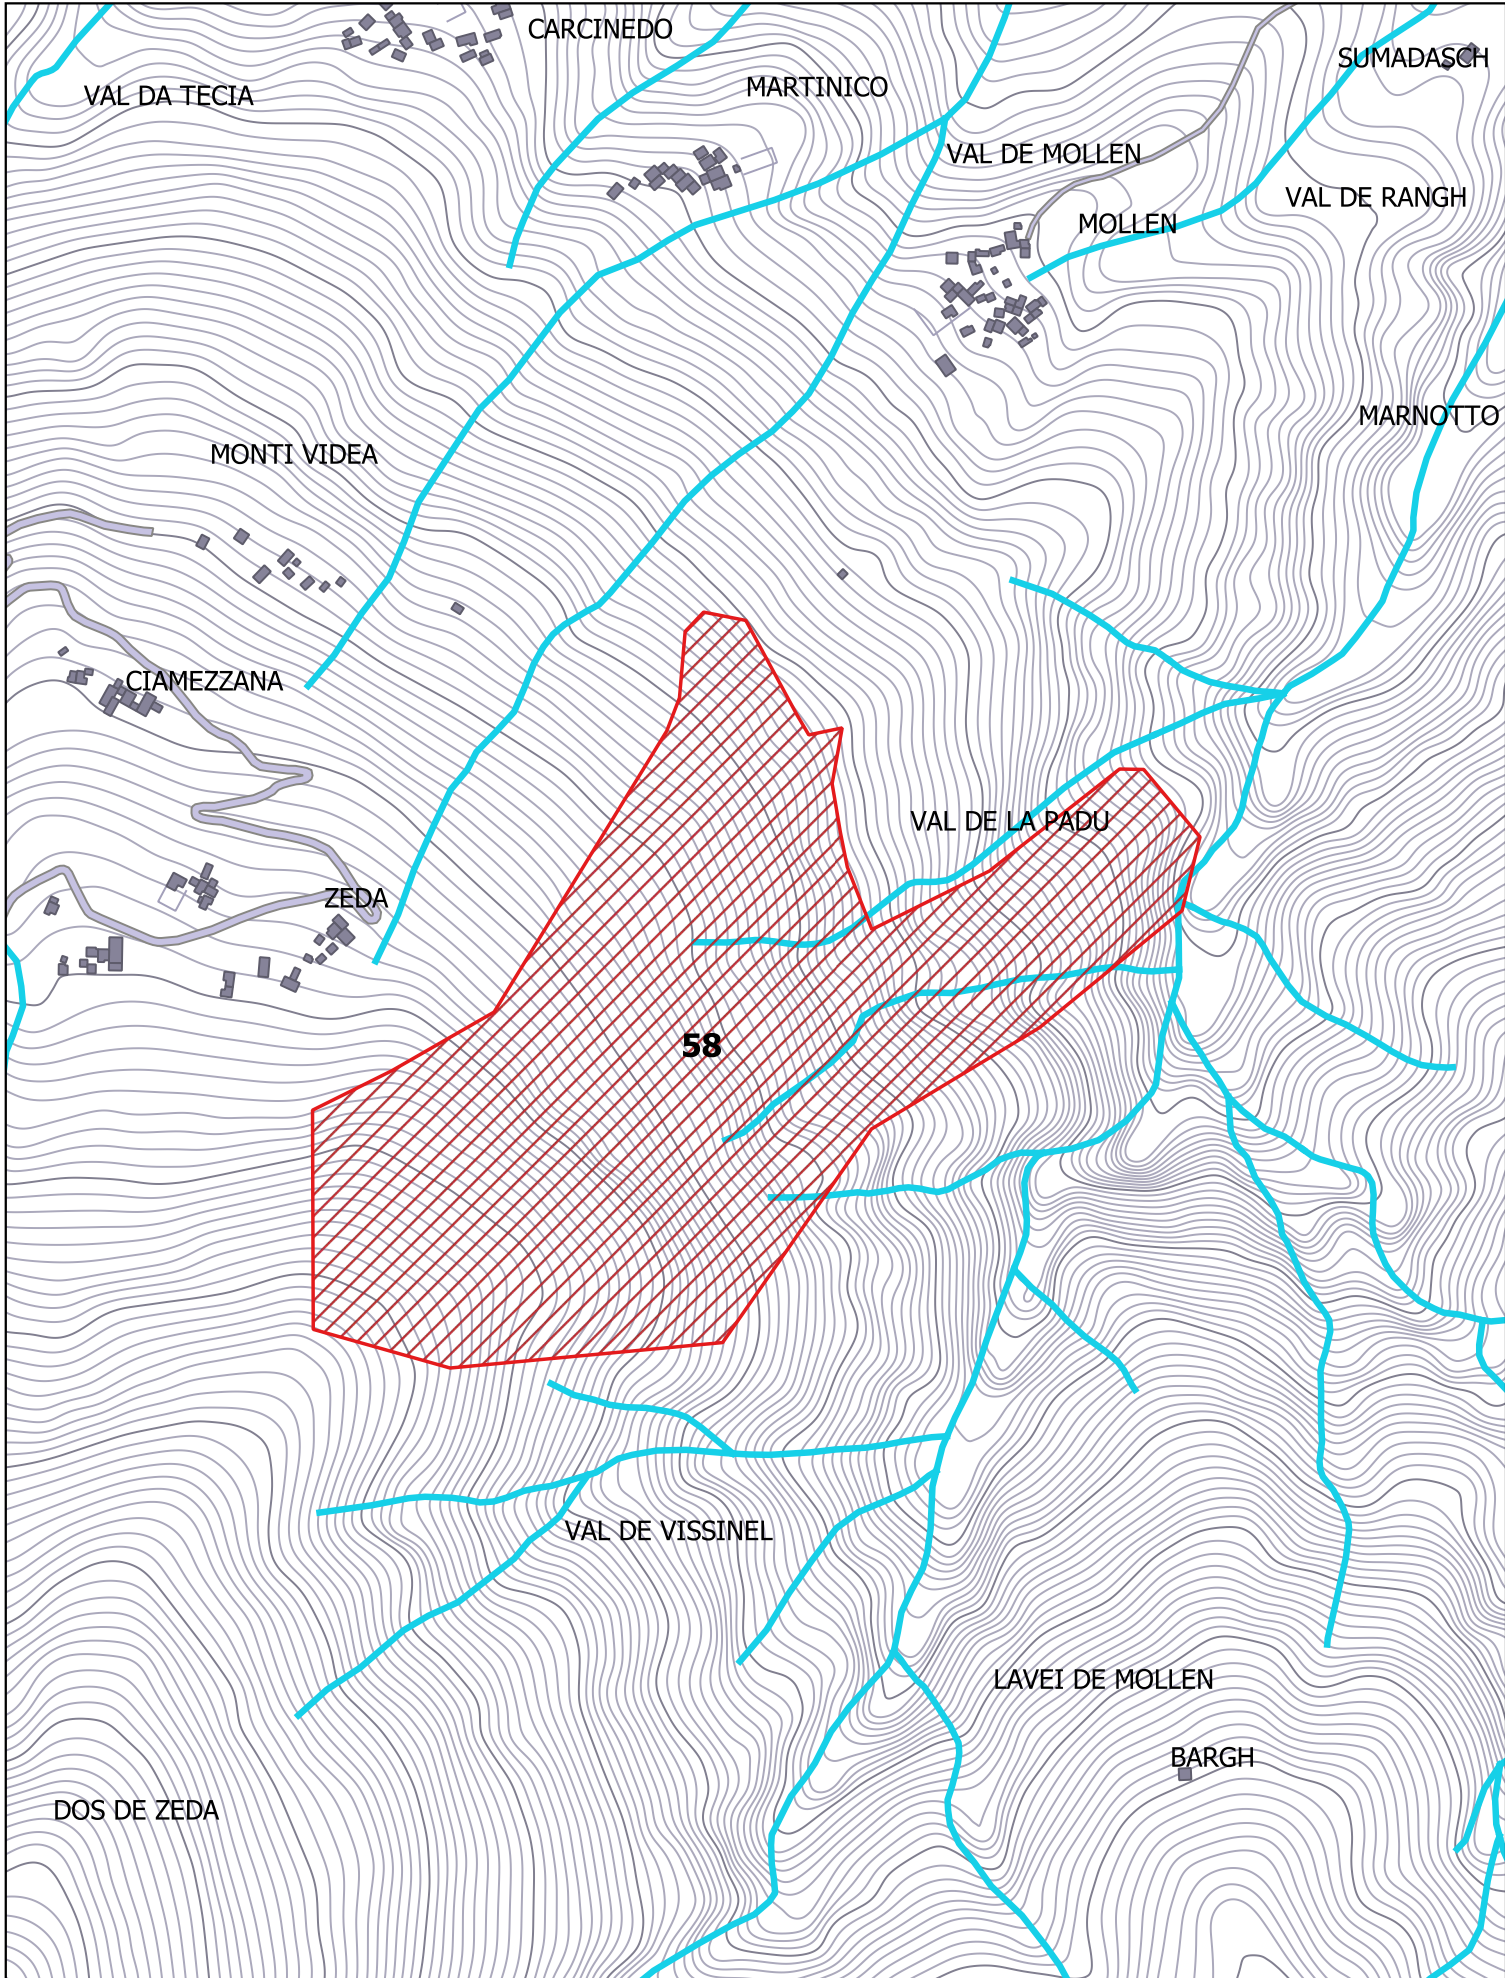 CARCINEDO
SUMADASCH
MARTINICO
VAL DA TECIA
VAL DE MOLLEN
VAL DE RANGH
MOLLEN
MARNOTTO
MONTI VIDEA
CIAMEZZANA
VAL DE LA PADU
ZEDA
58
VAL DE VISSINEL
LAVEI DE MOLLEN
BARGH
DOS DE ZEDA